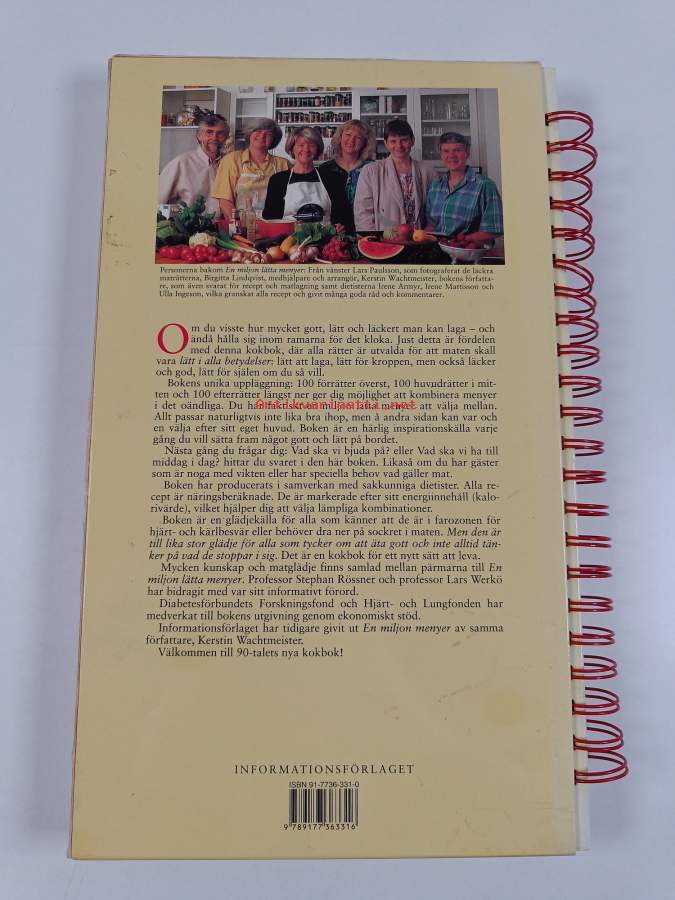 Personerna bakom En miljon lätta menyer: Från vänster Lars Paulsson, som fotograferat de läckra
maträtterna, Birgitta Lindqvist, medhjälpare och arrangör, Kerstin Wachtmeister, bokens författa-
re, som även svarat för recept och matlagning samt dietisterna Irene Armyr, Irene Mattisson och
Ulla Ingeson, vilka granskat alla recept och givit många goda råd och kommentarer.
Om du visste hur mycket gott, lätt och läckert man kan laga – och
ändå hålla sig inom ramarna för det kloka. Just detta är fördelen
med denna kokbok, där alla rätter är utvalda för att maten skall
vara lätt i alla betydelser: lätt att laga, lätt för kroppen, men också läcker
och god, lätt för själen om du så vill.
Bokens unika uppläggning: 100 förrätter överst, 100 huvudrätter i mit-
ten och 100 efterrätter längst ner ger dig möjlighet att kombinera menyer
i det oändliga. Du har faktiskt en miljon lätta menyer att välja mellan.
Antikvariaatti.net
Allt passar naturligtvis inte lika bra ihop, men å andra sidan kan var och
en välja efter sitt eget huvud. Boken är en härlig inspirationskälla varje
gång du vill sätta fram något gott och lätt på bordet.
Nästa gång du frågar dig: Vad ska vi bjuda på? eller Vad ska vi ha till
middag i dag? hittar du svaret i den här boken. Likaså om du har gäster
som är noga med vikten eller har speciella behov vad gäller mat.
Boken har producerats i samverkan med sakkunniga dietister. Alla re-
cept är näringsberäknade. De är markerade efter sitt energiinnehåll (kalo-
rivärde), vilket hjälper dig att välja lämpliga kombinationer.
Boken är en glädjekälla för alla som känner att de är i farozonen för
hjärt- och kärlbesvär eller behöver dra ner på sockret i maten. Men den är
till lika stor glädje för alla som tycker om att äta gott och inte alltid tän-
ker på vad de stoppar i sig. Det är en kokbok för ett nytt sätt att leva.
Mycken kunskap och matglädje finns samlad mellan pärmarna till En
miljon lätta menyer. Professor Stephan Rössner och professor Lars Werkö
har bidragit med var sitt informativt förord.
Diabetesförbundets Forskningsfond och Hjärt- och Lungfonden har
medverkat till bokens utgivning genom ekonomiskt stöd.
Informationsförlaget har tidigare givit ut En miljon menyer av samma
författare, Kerstin Wachtmeister.
Välkommen till 90-talets nya kokbok!
INFORMATIONSFÖRLAGET
ISBN 91-7736-331-0
9 789177 363316